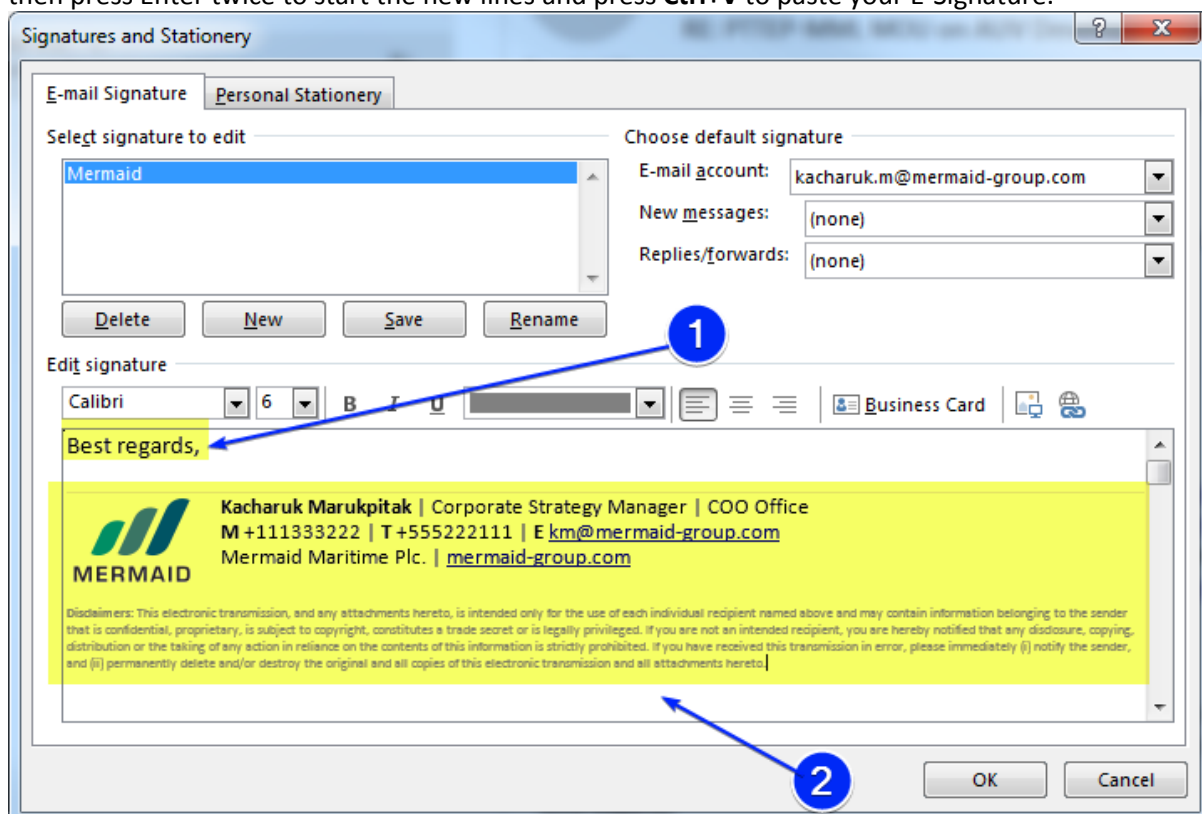 then press Enter twice to start the new lines and press Ctrl+V to paste your E-Signature.
Signatures and Stationery
E-mail Signature Personal Stationery
Select signature to edit
Mermaid
Delete New Save Rename
Choose default signature
E-mail account: kacharuk.m@mermaid-group.com
New messages: (none)
Replies/forwards: (none)
1
Edit signature
Calibri 6 B I U Business Card
Best regards,
MERMAID
Kacharuk Marukpitak | Corporate Strategy Manager | COO Office
M +111333222 | T +555222111 | E km@mermaid-group.com
Mermaid Maritime Plc. | mermaid-group.com
Disclaimers: This electronic transmission, and any attachments hereto, is intended only for the use of each individual recipient named above and may contain information belonging to the sender
that is confidential, proprietary, is subject to copyright, constitutes a trade secret or is legally privileged. If you are not an intended recipient, you are hereby notified that any disclosure, copying,
distribution or the taking of any action in reliance on the contents of this information is strictly prohibited. If you have received this transmission in error, please immediately (i) notify the sender,
and (ii) permanently delete and/or destroy the original and all copies of this electronic transmission and all attachments hereto.
2
OK Cancel